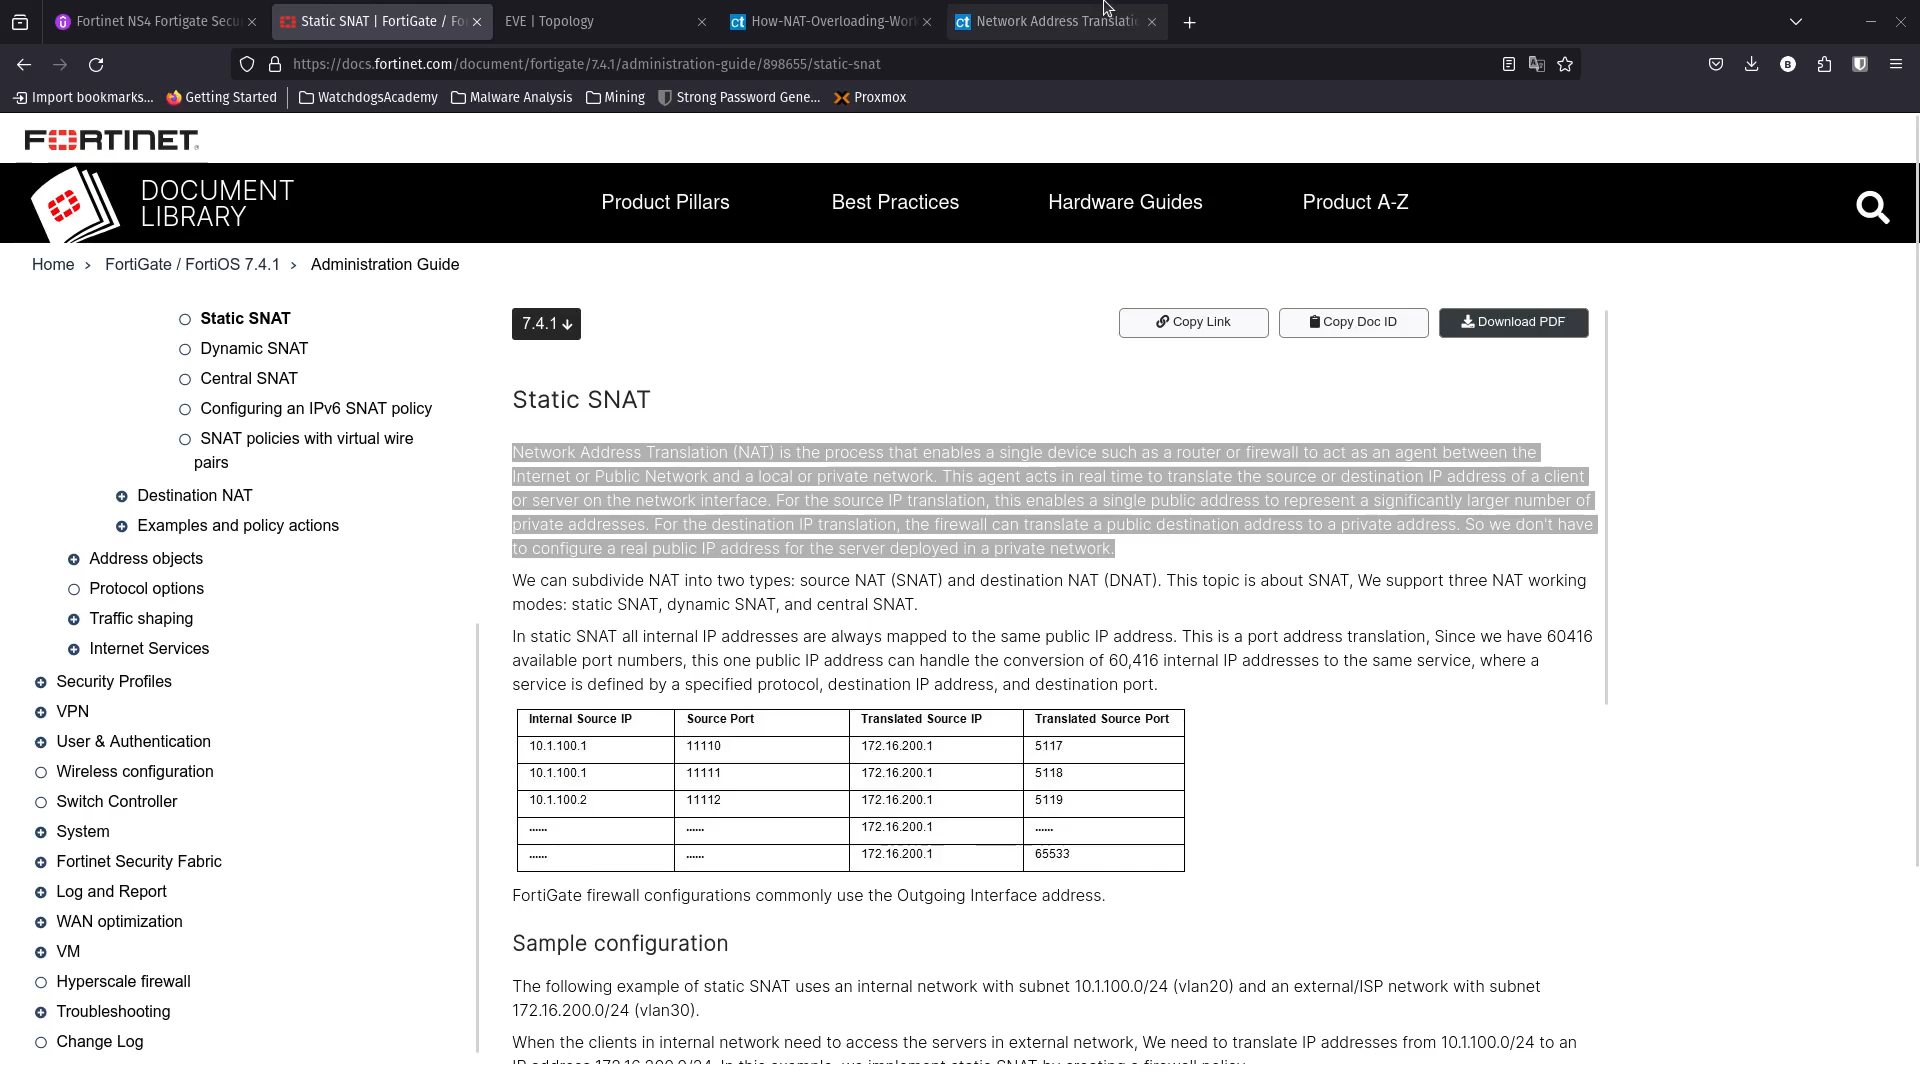 Fortinet NS4 Fortigate Secu
Static SNAT | FortiGate / Fo
EVE | Topology
ct How-NAT-Overloading-Wor
ct Network Address Translati
https://docs.fortinet.com/document/fortigate/7.4.1/administration-guide/898655/static-snat
B
Import bookmarks...
Getting Started
WatchdogsAcademy
Malware Analysis
Mining
Strong Password Gene...
Proxmox
FORTINET
DOCUMENT
LIBRARY
Product Pillars
Best Practices
Hardware Guides
Product A-Z
Home > FortiGate / FortiOS 7.4.1 > Administration Guide
Static SNAT
Dynamic SNAT
Central SNAT
Configuring an IPv6 SNAT policy
SNAT policies with virtual wire
pairs
Destination NAT
Examples and policy actions
Address objects
Protocol options
Traffic shaping
Internet Services
Security Profiles
VPN
User & Authentication
Wireless configuration
Switch Controller
System
Fortinet Security Fabric
Log and Report
WAN optimization
VM
Hyperscale firewall
Troubleshooting
Change Log
7.4.1
Copy Link
Copy Doc ID
Download PDF
Static SNAT
Network Address Translation (NAT) is the process that enables a single device such as a router or firewall to act as an agent between the
Internet or Public Network and a local or private network. This agent acts in real time to translate the source or destination IP address of a client
or server on the network interface. For the source IP translation, this enables a single public address to represent a significantly larger number of
private addresses. For the destination IP translation, the firewall can translate a public destination address to a private address. So we don't have
to configure a real public IP address for the server deployed in a private network.
We can subdivide NAT into two types: source NAT (SNAT) and destination NAT (DNAT). This topic is about SNAT, We support three NAT working
modes: static SNAT, dynamic SNAT, and central SNAT.
In static SNAT all internal IP addresses are always mapped to the same public IP address. This is a port address translation, Since we have 60416
available port numbers, this one public IP address can handle the conversion of 60,416 internal IP addresses to the same service, where a
service is defined by a specified protocol, destination IP address, and destination port.
Internal Source IP Source Port Translated Source IP Translated Source Port
10.1.100.1 11110 172.16.200.1 5117
10.1.100.1 11111 172.16.200.1 5118
10.1.100.2 11112 172.16.200.1 5119
...... ...... 172.16.200.1 ......
...... ...... 172.16.200.1 65533
FortiGate firewall configurations commonly use the Outgoing Interface address.
Sample configuration
The following example of static SNAT uses an internal network with subnet 10.1.100.0/24 (vlan20) and an external/ISP network with subnet
172.16.200.0/24 (vlan30).
When the clients in internal network need to access the servers in external network, We need to translate IP addresses from 10.1.100.0/24 to an
IP address 172.16.200.0/24. In this example, we implement static SNAT by creating a firewall policy.